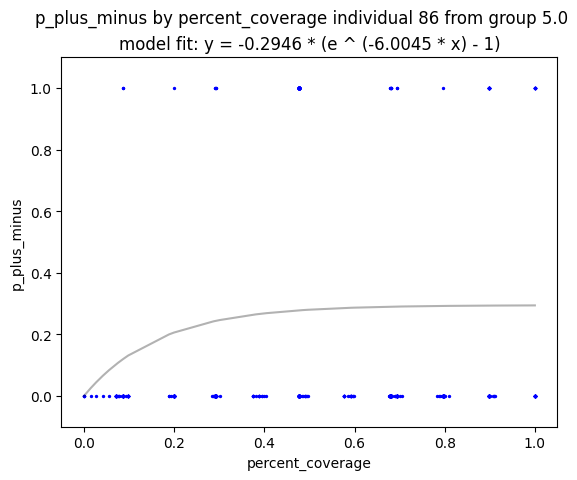 p_plus_minus by percent_coverage individual 86 from group 5.0
model fit: y = -0.2946 * (e ^ (-6.0045 * x) - 1)
1.0
0.8
0.6
0.4
0.2
0.0
p_plus_minus
0.0 0.2 0.4 0.6 0.8 1.0
percent_coverage